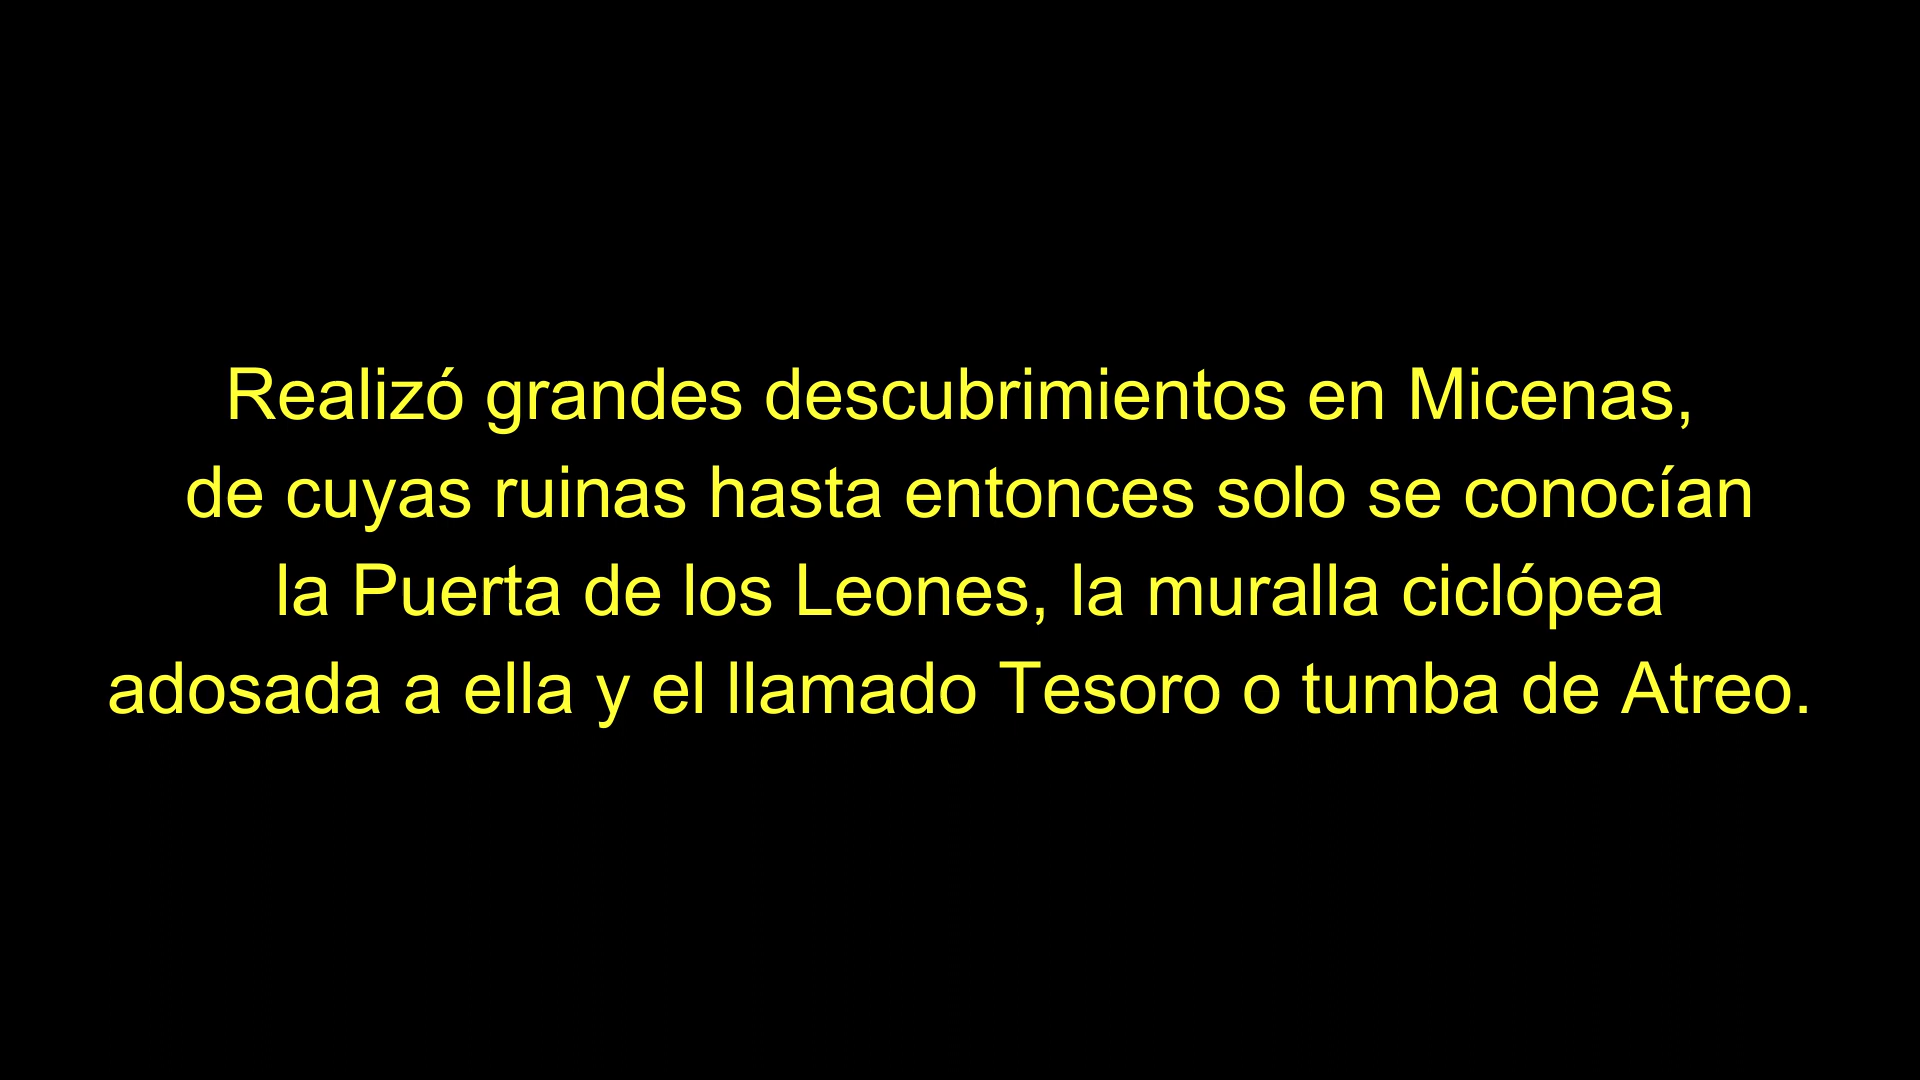 Realizó grandes descubrimientos en Micenas,
de cuyas ruinas hasta entonces solo se conocían
la Puerta de los Leones, la muralla ciclópea
adosada a ella y el llamado Tesoro o tumba de Atreo.